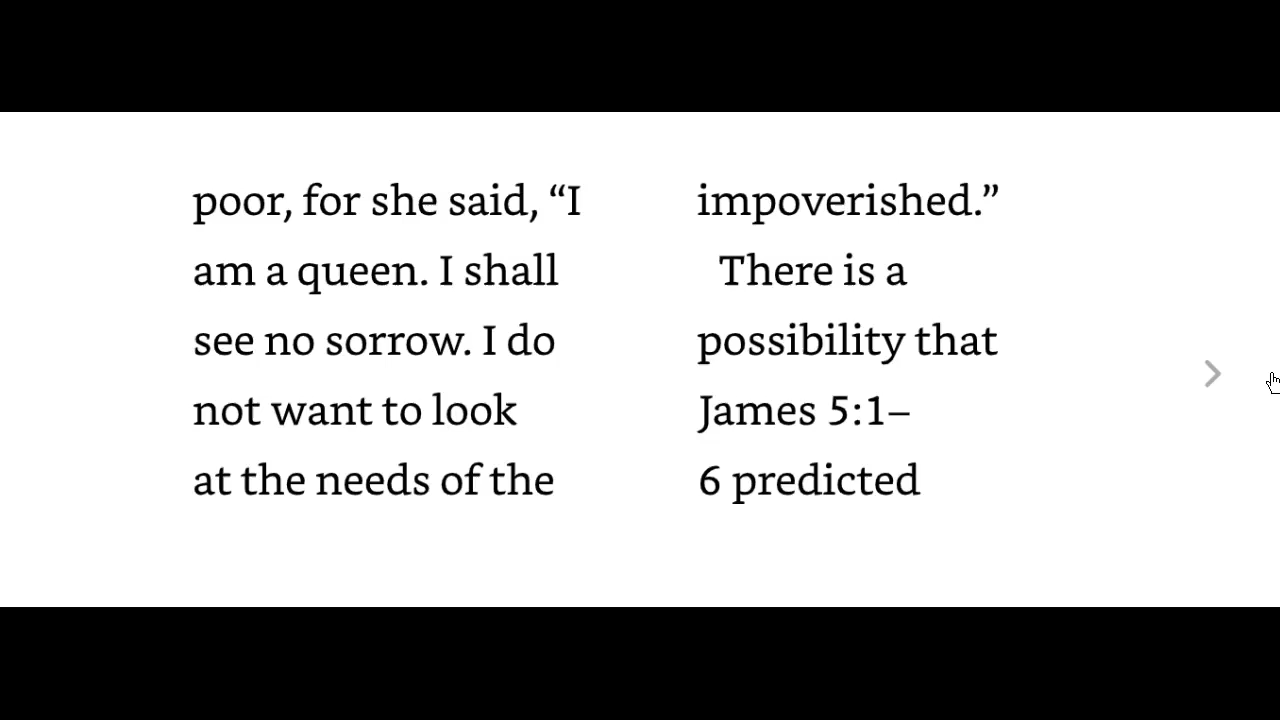 poor, for she said, “I
am a queen. I shall
see no sorrow. I do
not want to look
at the needs of the
impoverished.”
There is a
possibility that
James 5:1–
6 predicted